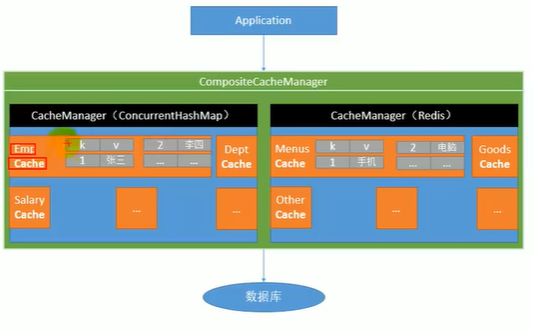 Application
CompositeCacheManager
CacheManager（ConcurrentHashMap）
Emp
Cache
k v
1 张三
2 李四
... ...
Dept
Cache
Salary
Cache
...
...
CacheManager（Redis）
Menus
Cache
k v
1 手机
2 电脑
... ...
Goods
Cache
Other
Cache
...
...
数据库